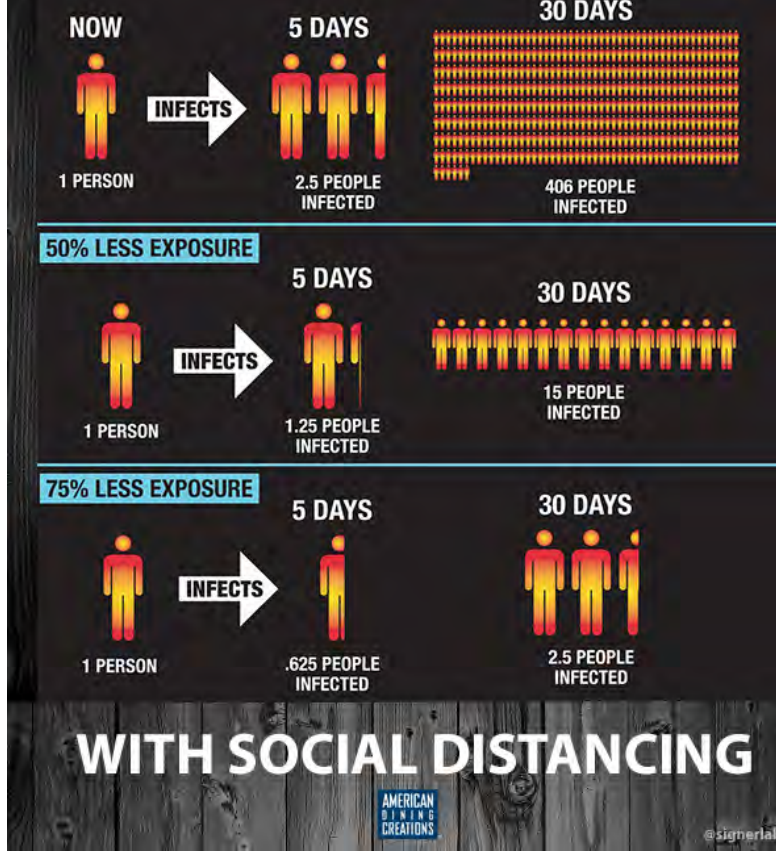 NOW
5 DAYS
30 DAYS
INFECTS
1 PERSON
2.5 PEOPLE
INFECTED
406 PEOPLE
INFECTED
50% LESS EXPOSURE
5 DAYS
30 DAYS
INFECTS
1 PERSON
1.25 PEOPLE
INFECTED
15 PEOPLE
INFECTED
75% LESS EXPOSURE
5 DAYS
30 DAYS
INFECTS
1 PERSON
.625 PEOPLE
INFECTED
2.5 PEOPLE
INFECTED
WITH SOCIAL DISTANCING
AMERICAN
DINING
CREATIONS
@signerlab